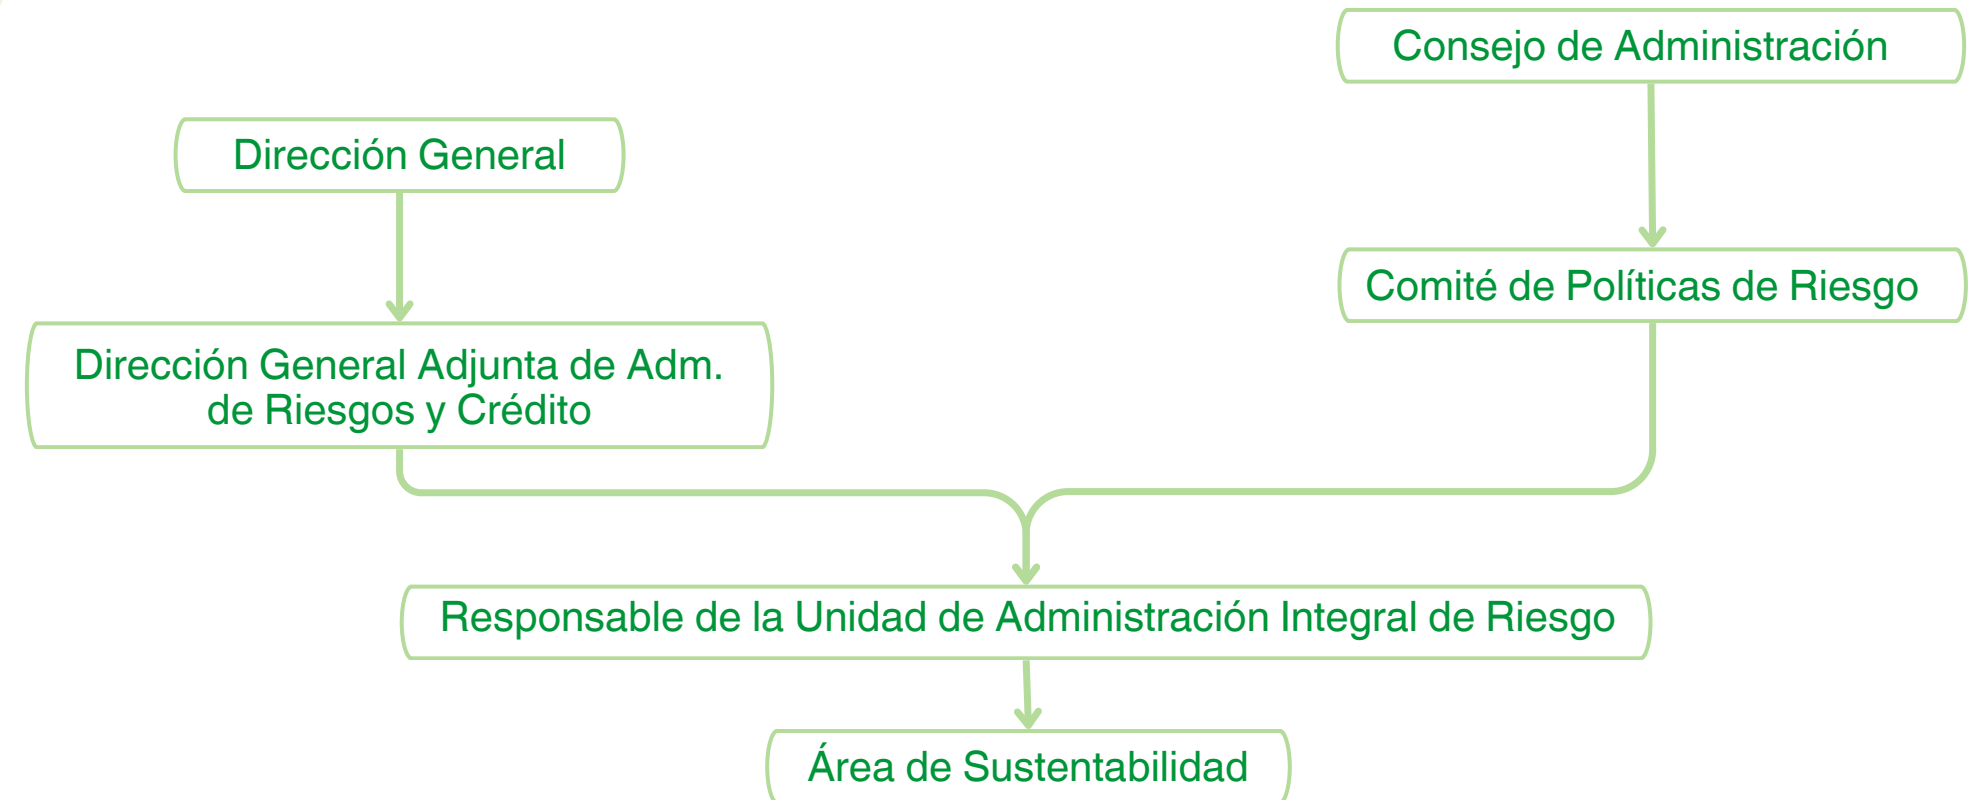 Consejo de Administración
Dirección General
Comité de Políticas de Riesgo
Dirección General Adjunta de Adm.
de Riesgos y Crédito
Responsable de la Unidad de Administración Integral de Riesgo
Área de Sustentabilidad